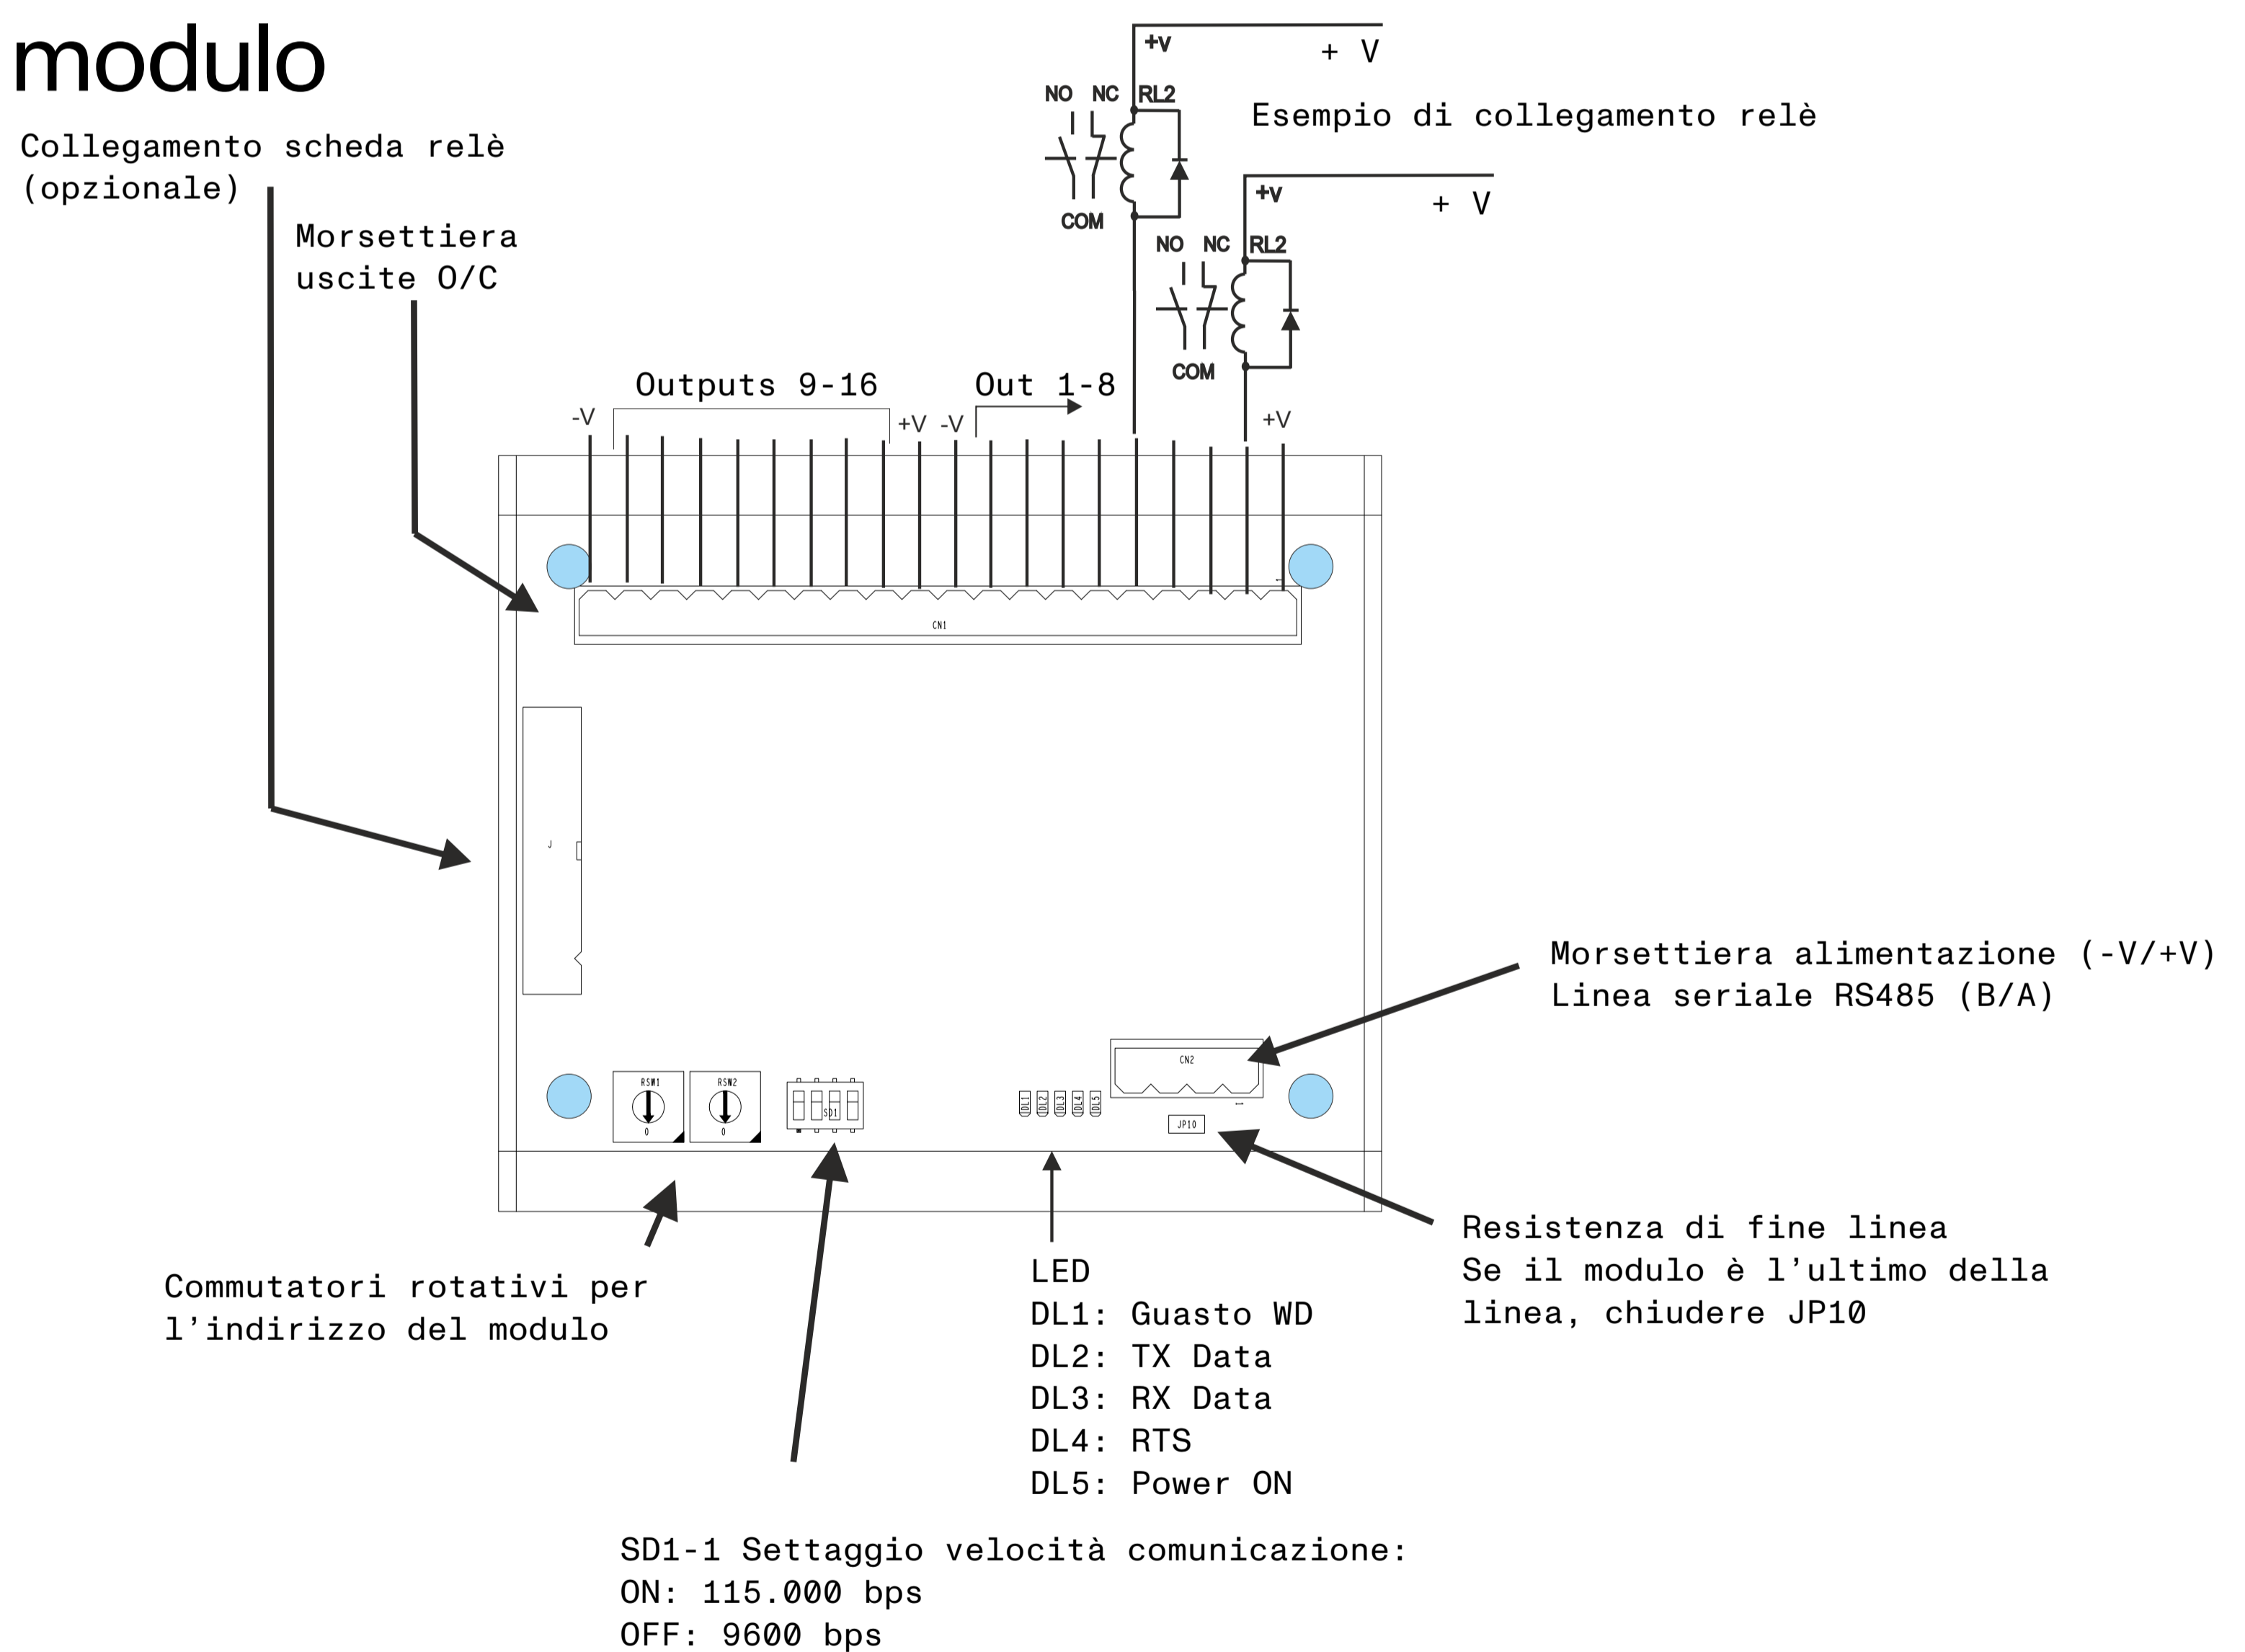 modulo
Collegamento scheda relè
(opzionale)
Morsettiera
uscite O/C
+v
+ V
NO NC RL2
Esempio di collegamento relè
COM
+v
+ V
NO NC RL2
COM
Outputs 9-16
Out 1-8
-V
+V -V
+V
1
CN1
J
Morsettiera alimentazione (-V/+V)
Linea seriale RS485 (B/A)
CN2
1
RSW1
0
RSW2
0
SD1
DL1
DL2
DL3
DL4
DL5
JP10
Resistenza di fine linea
Se il modulo è l’ultimo della
linea, chiudere JP10
Commutatori rotativi per
l’indirizzo del modulo
LED
DL1: Guasto WD
DL2: TX Data
DL3: RX Data
DL4: RTS
DL5: Power ON
SD1-1 Settaggio velocità comunicazione:
ON: 115.000 bps
OFF: 9600 bps